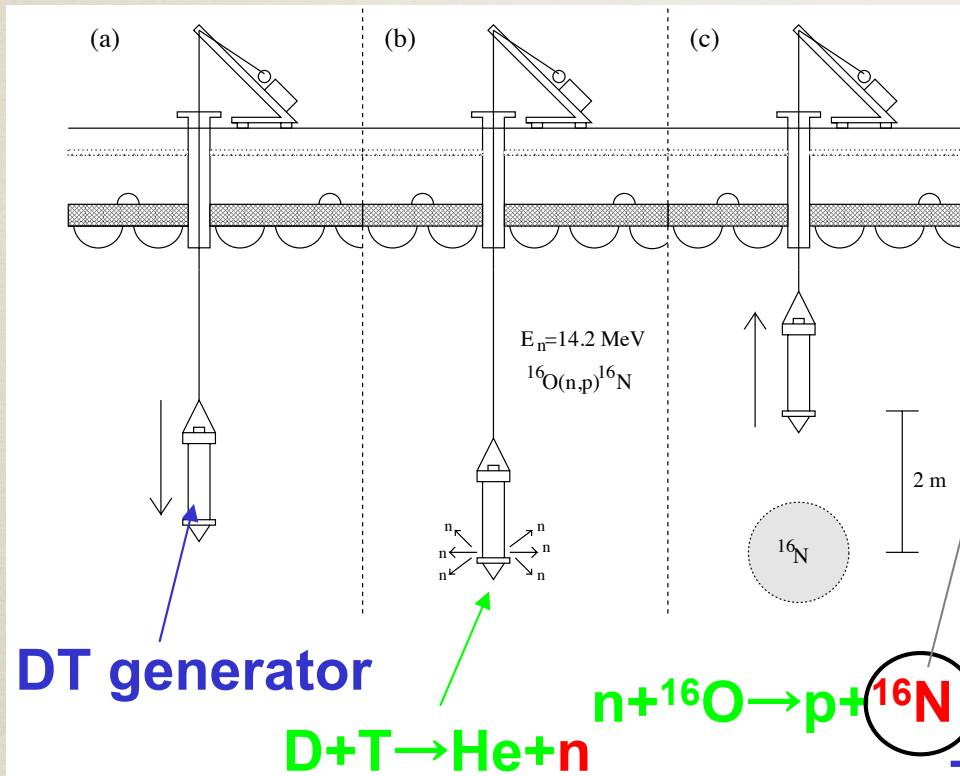 (a)
(b)
(c)
Eₙ=14.2 MeV
¹⁶O(n,p)¹⁶N
2 m
n
n
n
n
n
n
¹⁶N
DT generator
n+¹⁶O→p+¹⁶N
D+T→He+n